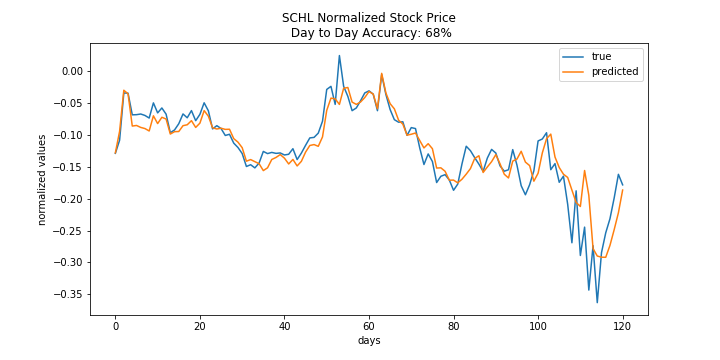 SCHL Normalized Stock Price
Day to Day Accuracy: 68%
true
predicted
normalized values
0.00
−0.05
−0.10
−0.15
−0.20
−0.25
−0.30
−0.35
0 20 40 60 80 100 120
days